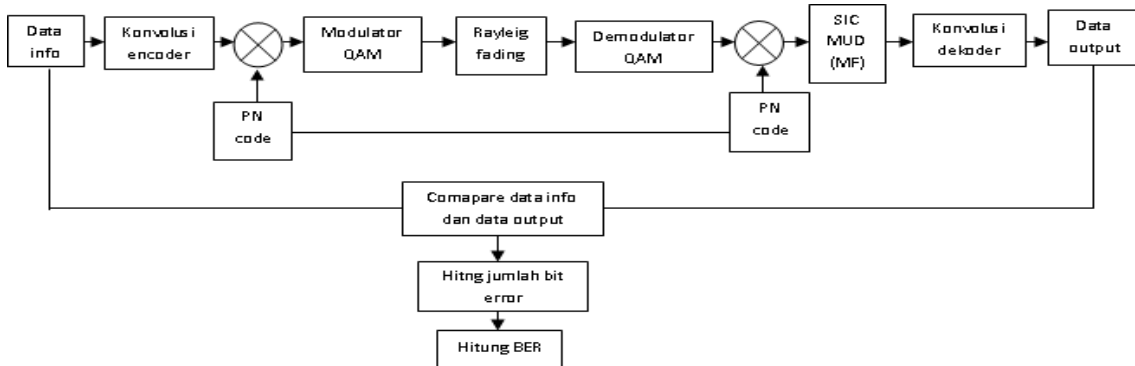 Data
info
Konvolusi
encoder
Modulator
QAM
Rayleig
fading
Demodulator
QAM
SIC
MUD
(MF)
Konvolusi
dekoder
Data
output
PN
code
PN
code
Comapare data info
dan data output
Hitng jumlah bit
error
Hitung BER